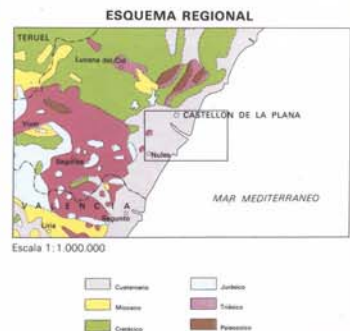 ESQUEMA REGIONAL
TERUEL
Lucena del Cid
CASTELLON DE LA PLANA
Viver
Segorbe
Nules
VALENCIA
MAR MEDITERRANEO
Sagunto
Liria
Escala 1:1.000.000
Cuaternario
Jurásico
Mioceno
Triásico
Cretácico
Paleozoico